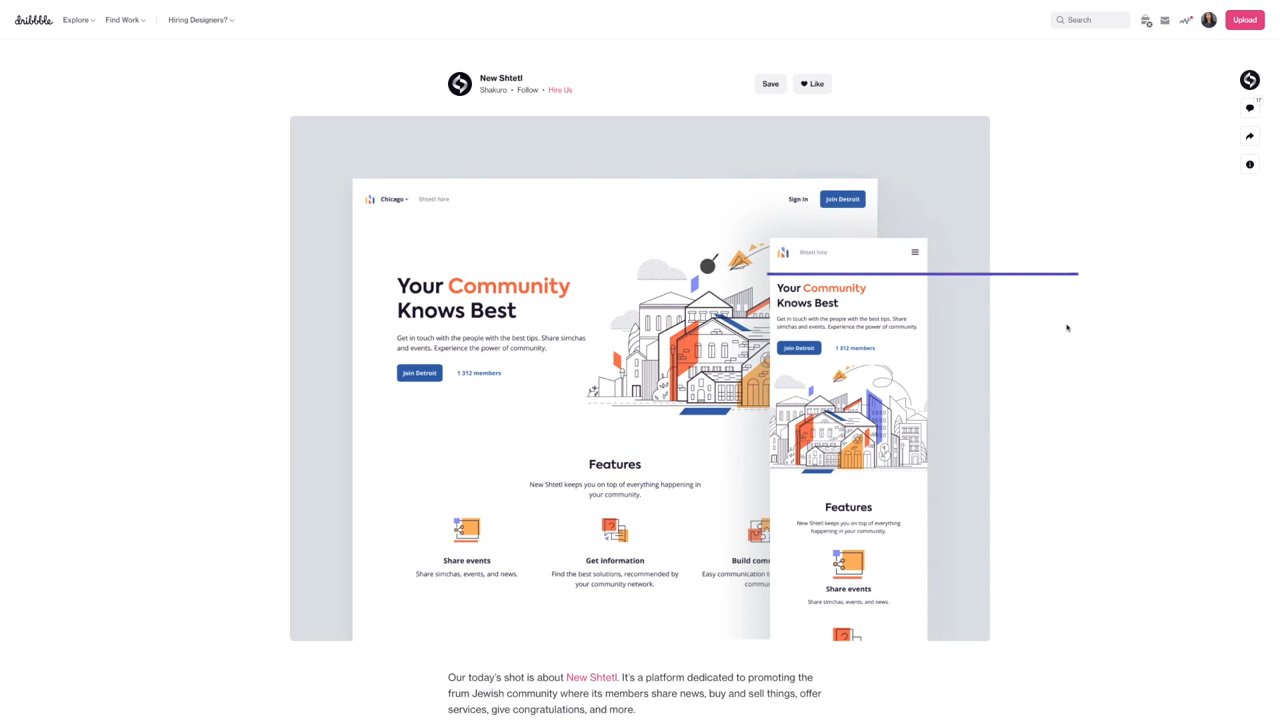 dribbble Explore Find Work Hiring Designers? Search Upload
New Shtetl
Shakuro • Follow • Hire Us
Save Like
17
Chicago Shtetl hire Sign In Join Detroit
Your Community
Knows Best
Get in touch with the people with the best tips. Share simchas
and events. Experience the power of community.
Join Detroit 1 312 members
Features
New Shtetl keeps you on top of everything happening in
your community.
Share events
Share simchas, events, and news.
Get information
Find the best solutions, recommended by
your community network.
Build com
Easy communication t
commu
Shtetl hire
Your Community
Knows Best
Get in touch with the people with the best tips. Share
simchas and events. Experience the power of community.
Join Detroit 1 312 members
Features
New Shtetl keeps you on top of everything
happening in your community.
Share events
Share simchas, events, and news.
Our today's shot is about New Shtetl. It's a platform dedicated to promoting the
frum Jewish community where its members share news, buy and sell things, offer
services, give congratulations, and more.